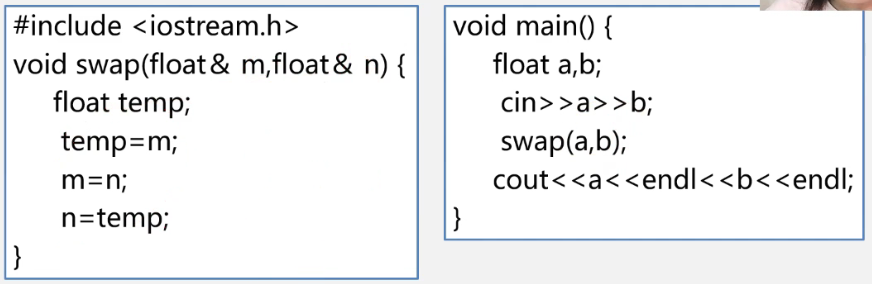 #include <iostream.h>
void swap(float& m,float& n) {
float temp;
temp=m;
m=n;
n=temp;
}
void main() {
float a,b;
cin>>a>>b;
swap(a,b);
cout<<a<<endl<<b<<endl;
}